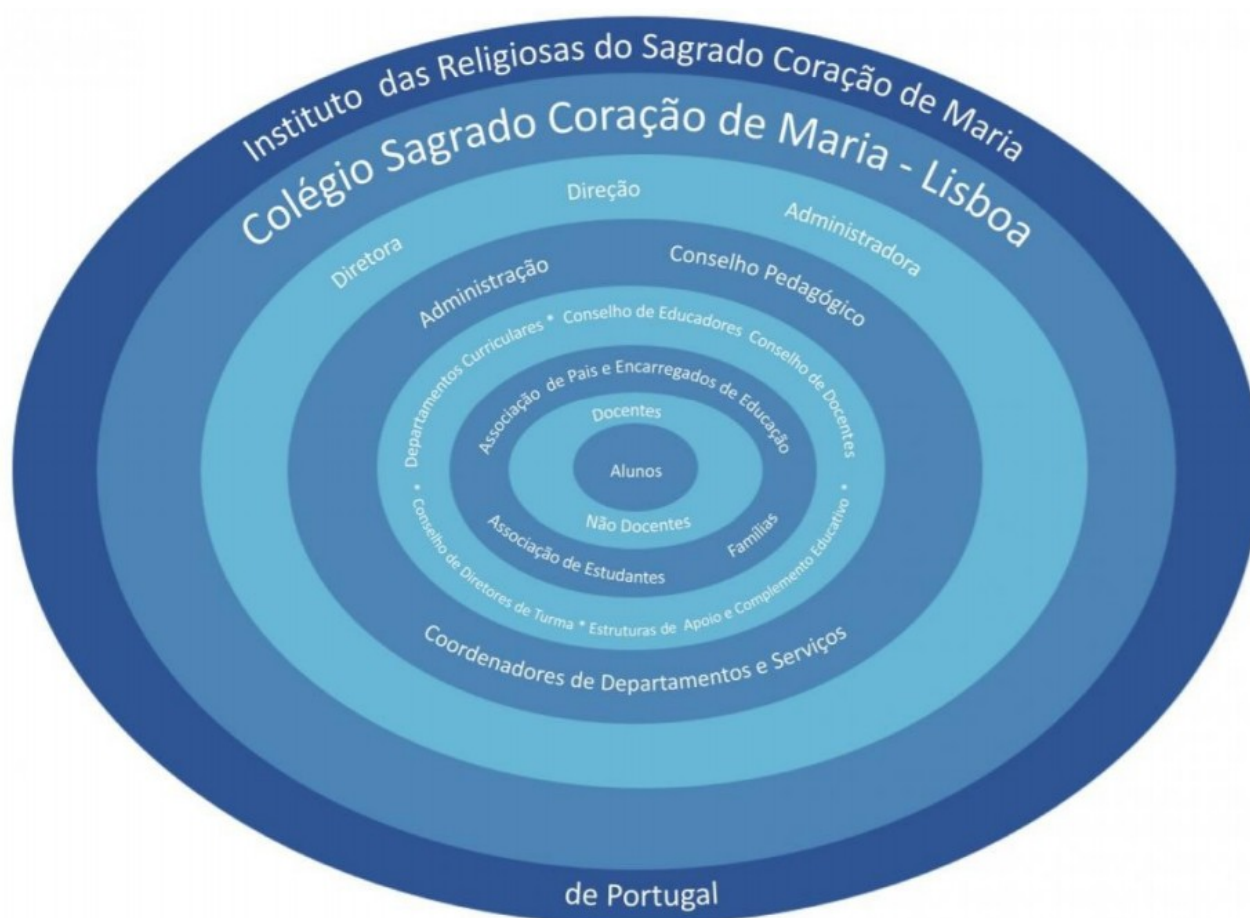 Instituto das Religiosas do Sagrado Coração de Maria
Colégio Sagrado Coração de Maria - Lisboa
Diretora
Direção
Administradora
Administração
Conselho Pedagógico
Departamentos Curriculares * Conselho de Educadores Conselho de Docentes
Associação de Pais e Encarregados de Educação
Docentes
Alunos
Não Docentes
Associação de Estudantes
Famílias
* Conselho de Diretores de Turma * Estruturas de Apoio e Complemento Educativo *
Coordenadores de Departamentos e Serviços
de Portugal